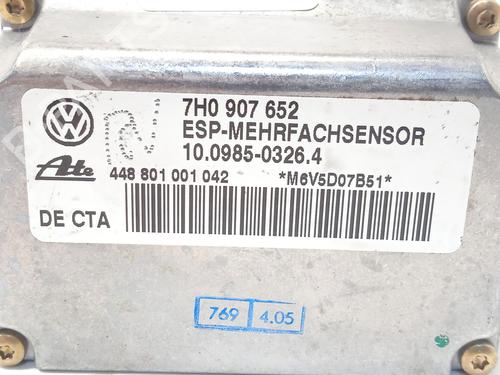 7H0 907 652
ESP-MEHRFACHSENSOR
10.0985-0326.4
Ate
448 801 001 042 *M6V5D07B51*
DE CTA
769 4.05